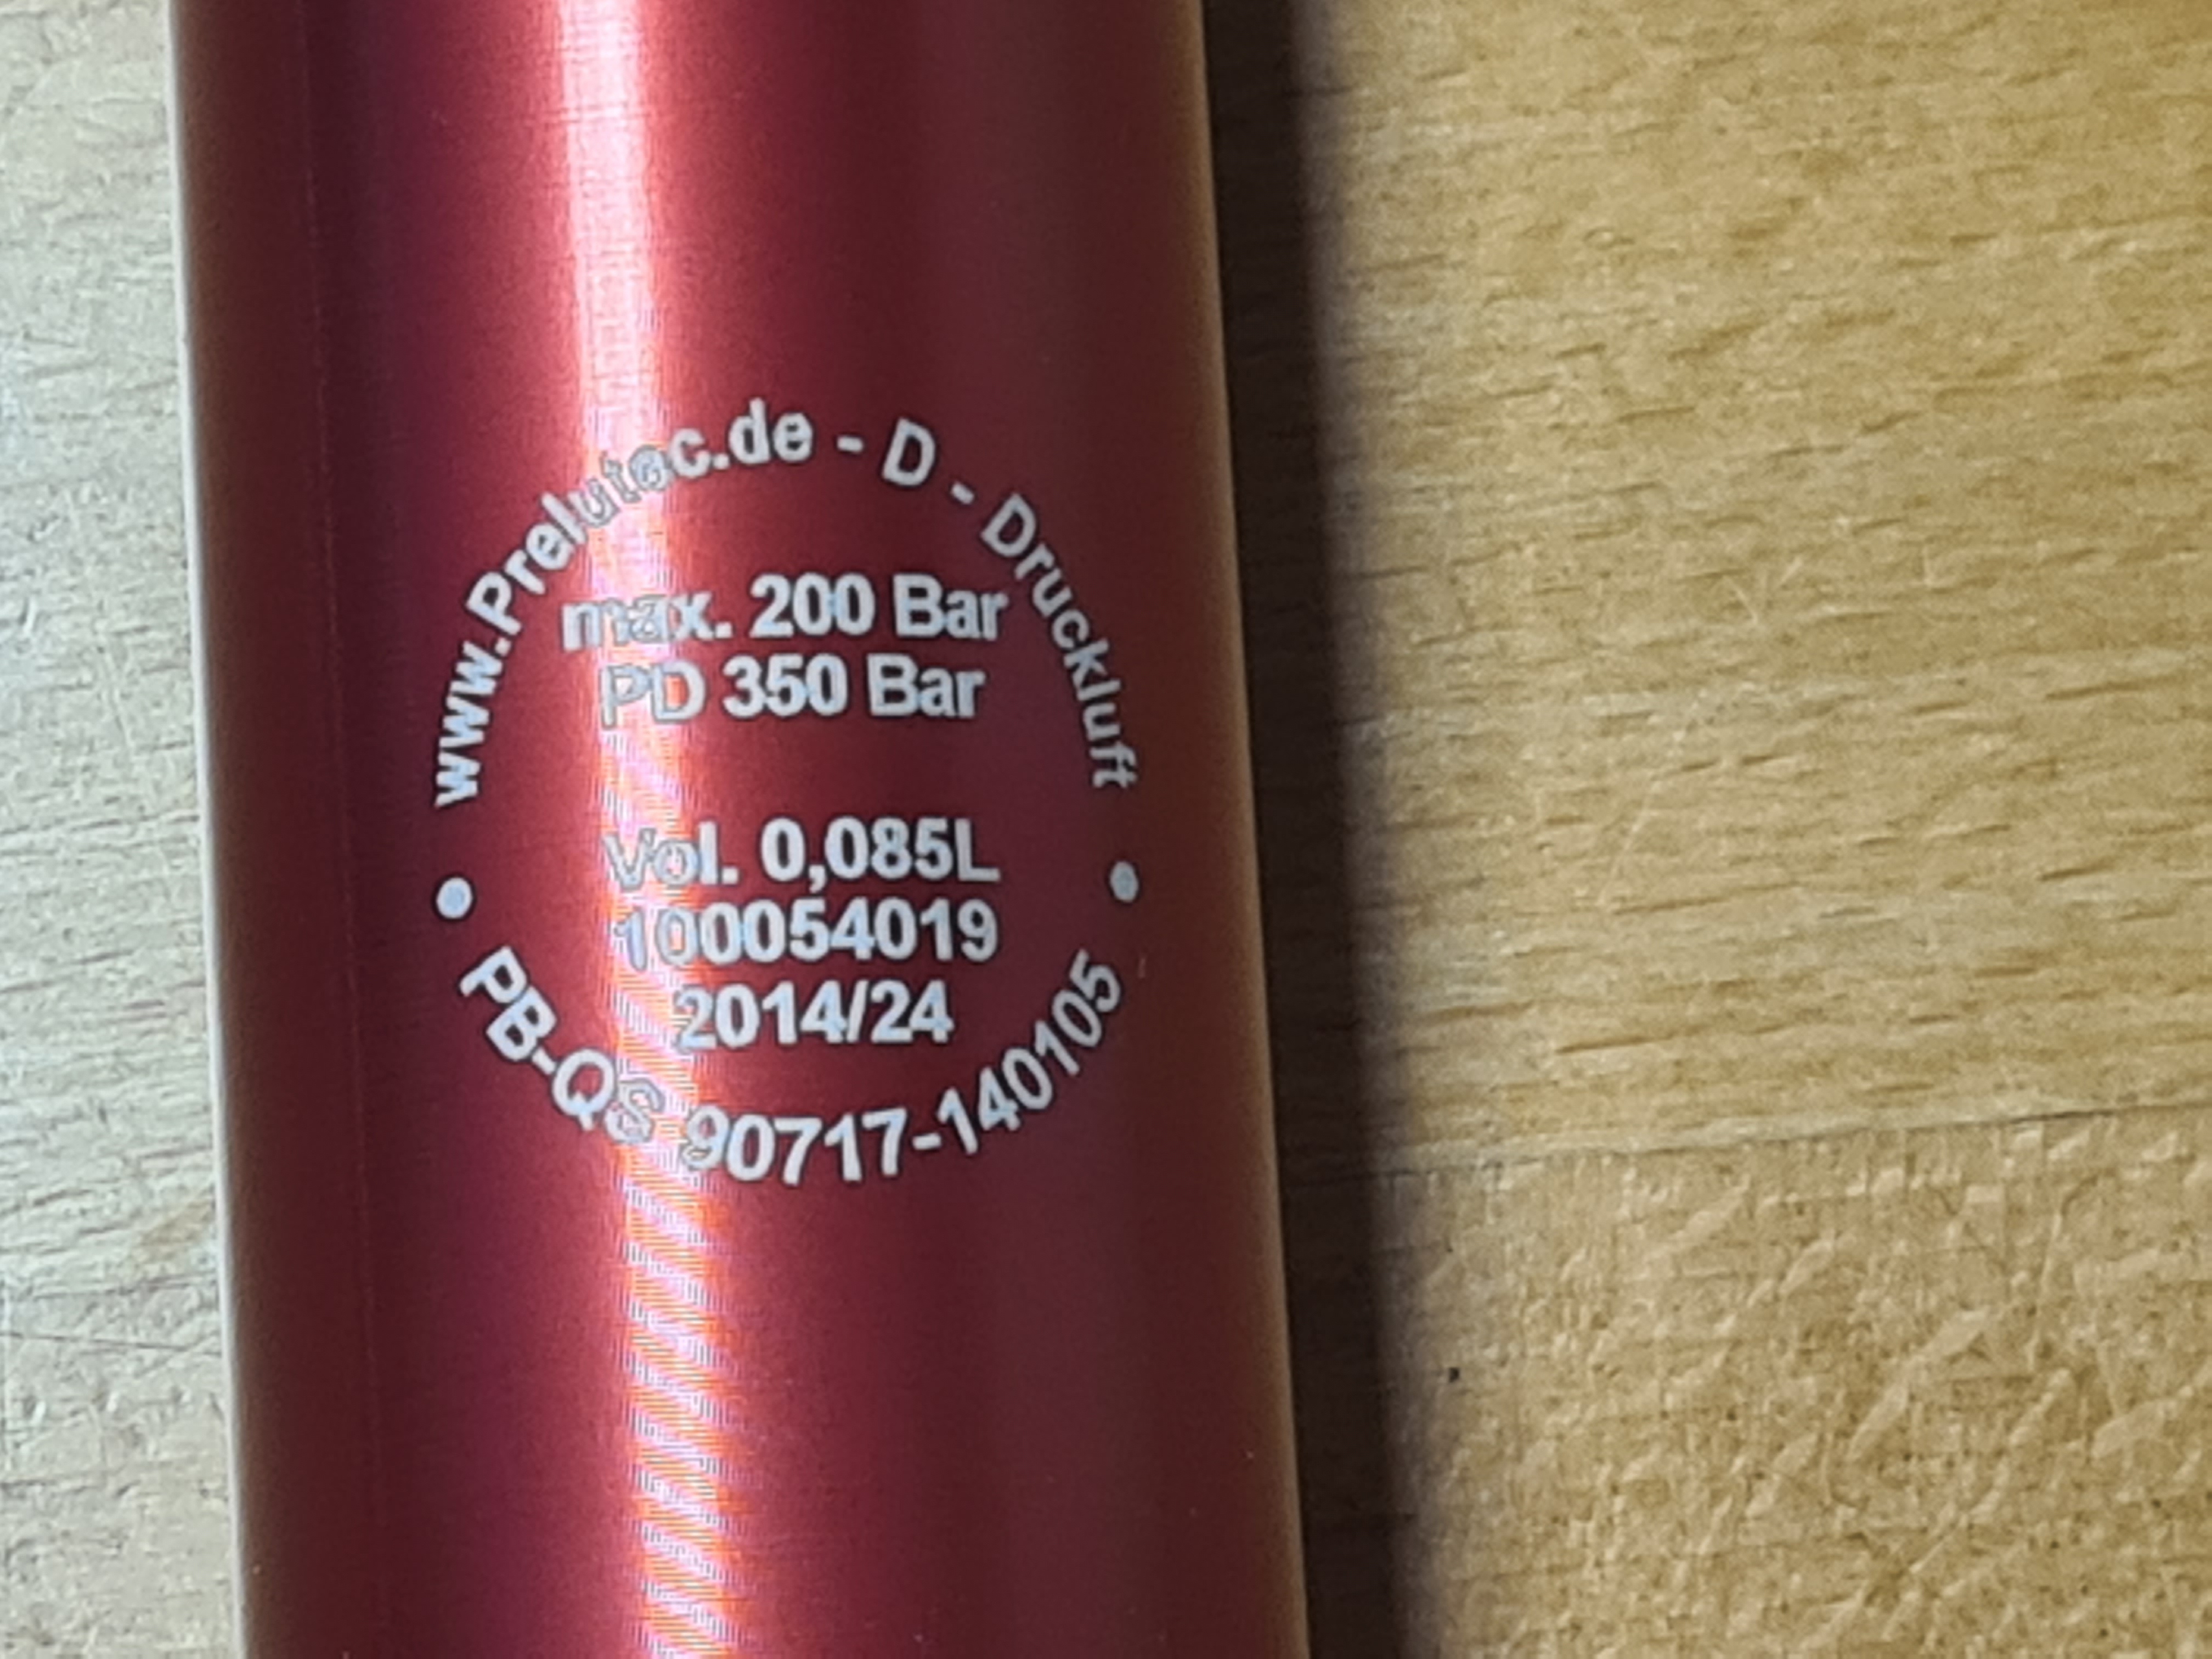 www.Prelutec.de - D - Druckluft
max. 200 Bar
PD 350 Bar
Vol. 0,085L
100054019
2014/24
PB-QS 90717-140105